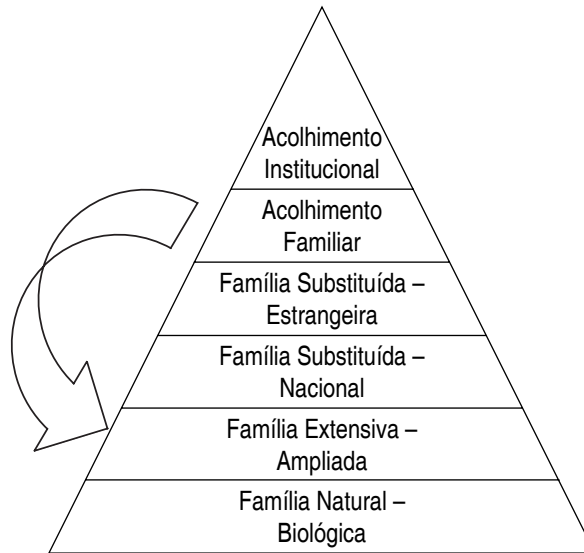 Acolhimento
Institucional
Acolhimento
Familiar
Família Substituída –
Estrangeira
Família Substituída –
Nacional
Família Extensiva –
Ampliada
Família Natural –
Biológica